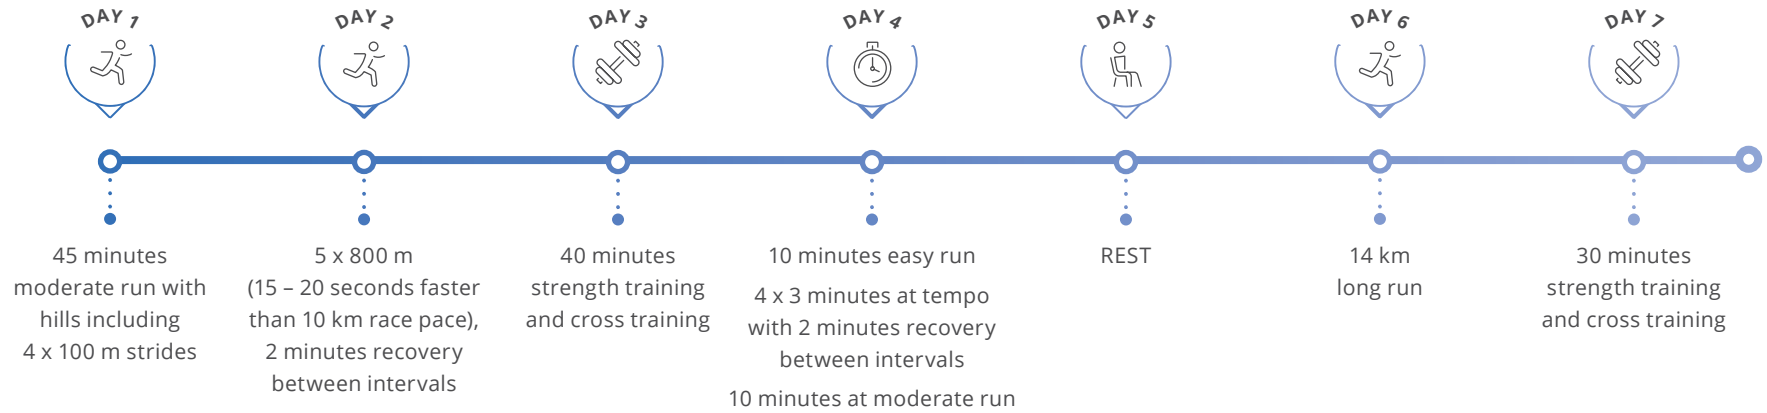 DAY 1
45 minutes
moderate run with
hills including
4 x 100 m strides
DAY 2
5 x 800 m
(15 – 20 seconds faster
than 10 km race pace),
2 minutes recovery
between intervals
DAY 3
40 minutes
strength training
and cross training
DAY 4
10 minutes easy run
4 x 3 minutes at tempo
with 2 minutes recovery
between intervals
10 minutes at moderate run
DAY 5
REST
DAY 6
14 km
long run
DAY 7
30 minutes
strength training
and cross training